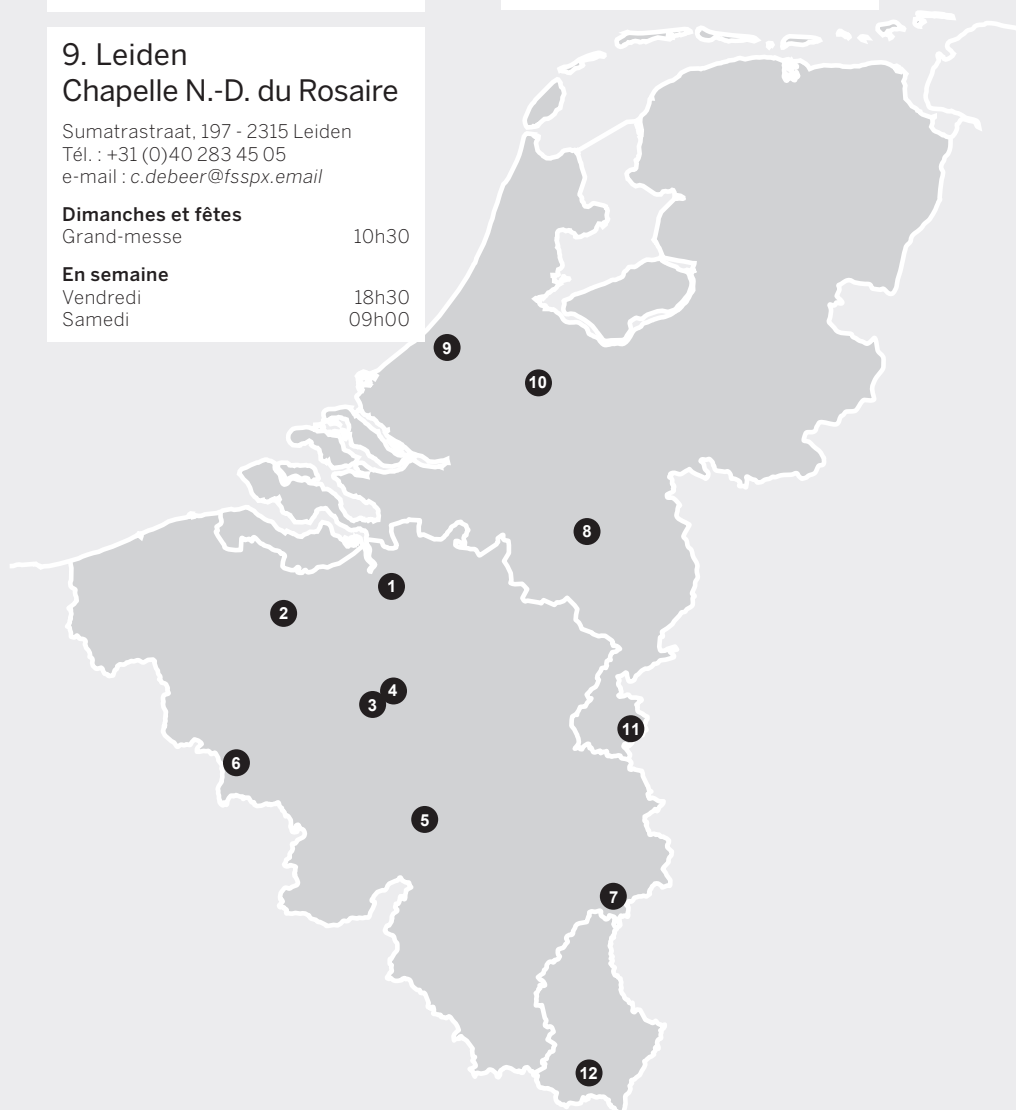 9. Leiden
Chapelle N.-D. du Rosaire
Sumatrastraat, 197 - 2315 Leiden
Tél. : +31 (0)40 283 45 05
e-mail : c.debeer@fsspx.email
Dimanches et fêtes
Grand-messe 10h30
En semaine
Vendredi 18h30
Samedi 09h00
9
10
8
1
2
4
3
11
6
5
7
12